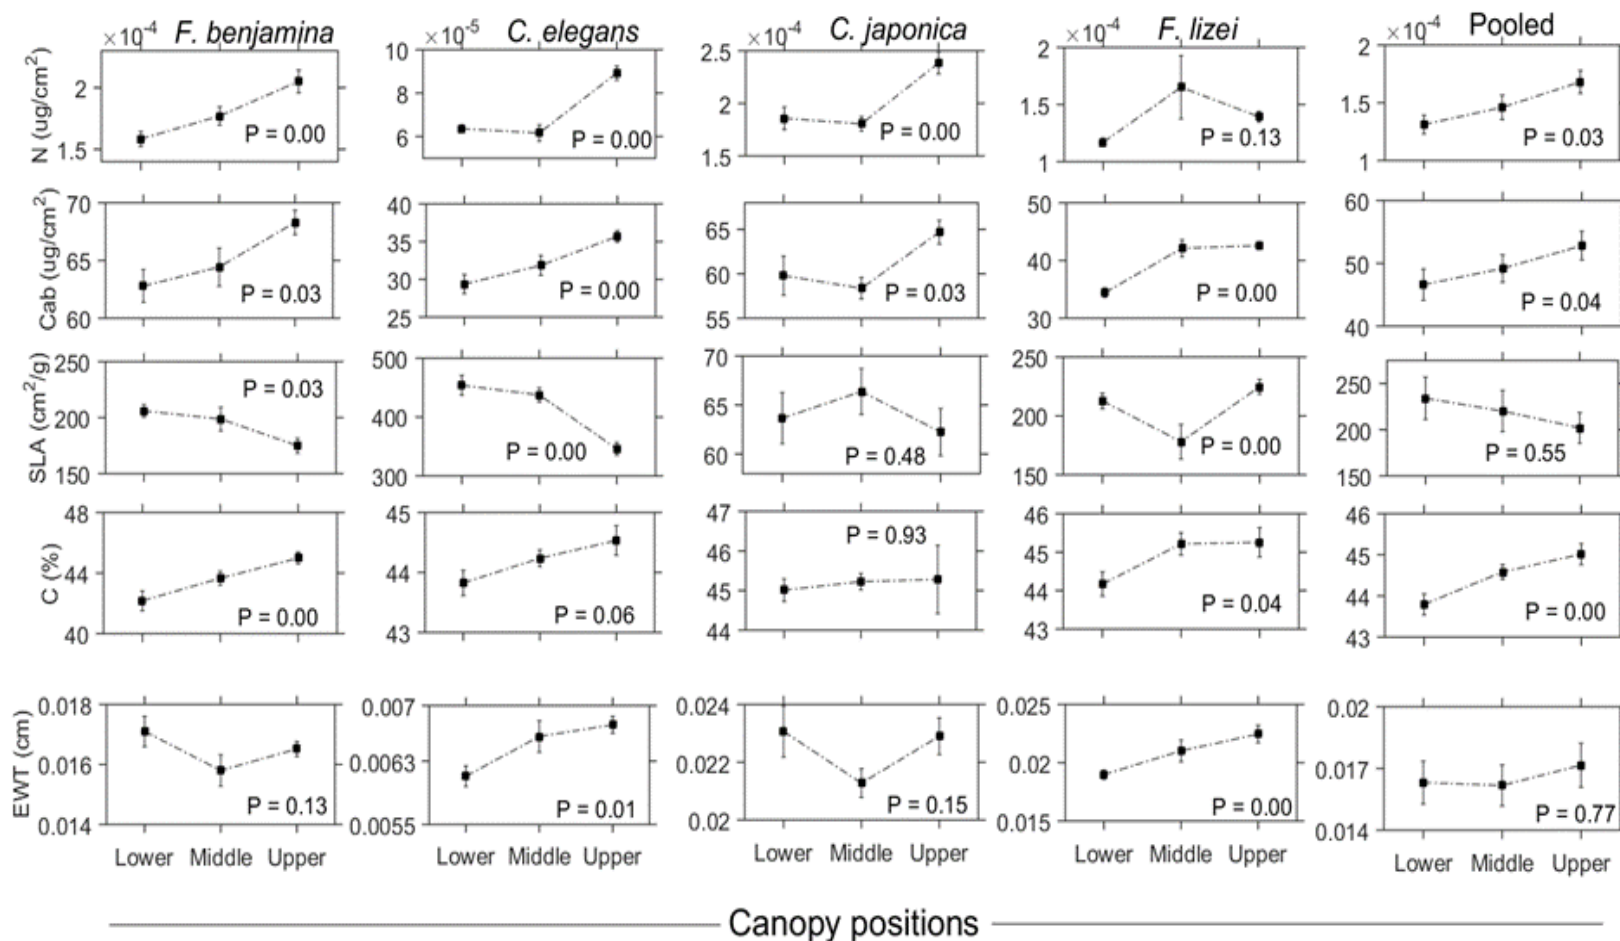 ×10⁻⁴ F. benjamina
×10⁻⁵ C. elegans
×10⁻⁴ C. japonica
×10⁻⁴ F. lizei
×10⁻⁴ Pooled
N (ug/cm²)
2
1.5
P = 0.00
10
8
6
P = 0.00
2.5
2
1.5
P = 0.00
2
1.5
1
P = 0.13
2
1.5
1
P = 0.03
Cab (ug/cm²)
70
65
60
P = 0.03
40
35
30
25
P = 0.00
65
60
55
P = 0.03
50
40
30
P = 0.00
60
50
40
P = 0.04
SLA (cm²/g)
250
200
150
P = 0.03
500
400
300
P = 0.00
70
65
60
P = 0.48
250
200
150
P = 0.00
250
200
150
P = 0.55
C (%)
48
44
40
P = 0.00
45
44
43
P = 0.06
47
46
45
44
P = 0.93
46
45
44
43
P = 0.04
46
45
44
43
P = 0.00
EWT (cm)
0.018
0.016
0.014
P = 0.13
0.007
0.0063
0.0055
P = 0.01
0.024
0.022
0.02
P = 0.15
0.025
0.02
0.015
P = 0.00
0.02
0.017
0.014
P = 0.77
Lower Middle Upper
Lower Middle Upper
Lower Middle Upper
Lower Middle Upper
Lower Middle Upper
Canopy positions